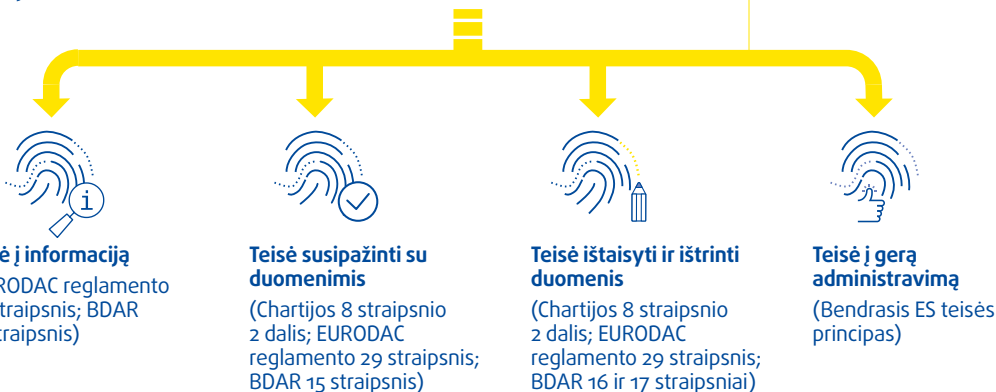 ė į informaciją
RODAC reglamento
traipsnis; BDAR
traipsnis)
Teisė susipažinti su
duomenimis
(Chartijos 8 straipsnio
2 dalis; EURODAC
reglamento 29 straipsnis;
BDAR 15 straipsnis)
Teisė ištaisyti ir ištrinti
duomenis
(Chartijos 8 straipsnio
2 dalis; EURODAC
reglamento 29 straipsnis;
BDAR 16 ir 17 straipsniai)
Teisė į gerą
administravimą
(Bendrasis ES teisės
principas)